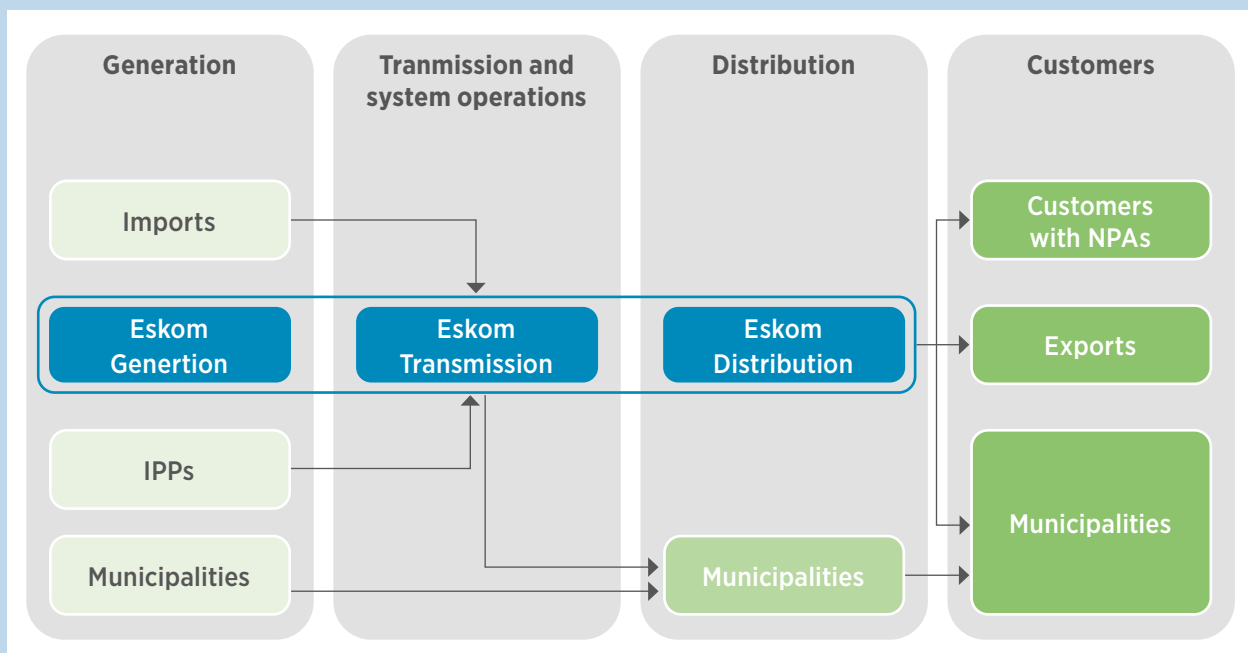 Generation
Tranmission and
system operations
Distribution
Customers
Imports
Customers
with NPAs
Eskom
Genertion
Eskom
Transmission
Eskom
Distribution
Exports
IPPs
Municipalities
Municipalities
Municipalities